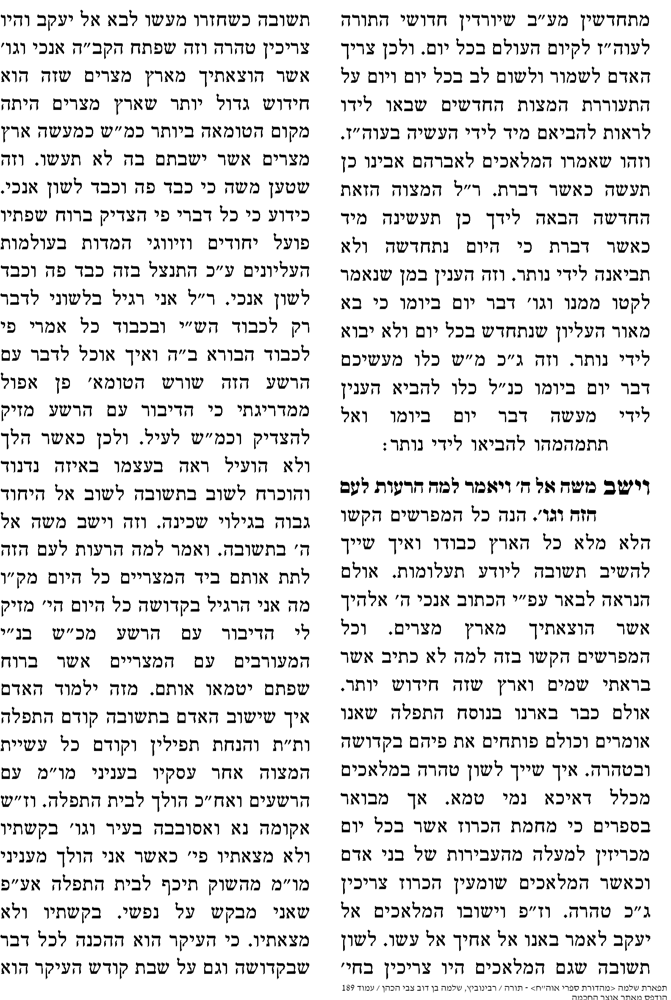 מתחדשין מע״ב שיורדין חדושי התורה
לעוה״ז לקיום העולם בכל יום. ולכן צריך
האדם לשמור ולשום לב בכל יום ויום על
התעוררת המצות החדשים שבאו לידו
לראות להביאם מיד לידי העשיה בעוה״ז.
וזהו שאמרו המלאכים לאברהם אבינו כן
תעשה כאשר דברת. ר״ל המצוה הזאת
החדשה הבאה לידך כן תעשינה מיד
כאשר דברת כי היום נתחדשה ולא
תביאנה לידי נותר. וזה הענין במן שנאמר
לקטו ממנו וגו׳ דבר יום ביומו כי בא
מאור העליון שנתחדש בכל יום ולא יבוא
לידי נותר. וזה ג״כ מ״ש כלו מעשיכם
דבר יום ביומו כנ״ל כלו להביא הענין
לידי מעשה דבר יום ביומו ואל
תתמהמהו להביאו לידי נותר:
וישב משה אל ה׳ ויאמר למה הרעות לעם
הזה וגו׳. הנה כל המפרשים הקשו
הלא מלא כל הארץ כבודו ואיך שייך
להשיב תשובה ליודע תעלומות. אולם
הנראה לבאר עפ״י הכתוב אנכי ה׳ אלהיך
אשר הוצאתיך מארץ מצרים. וכל
המפרשים הקשו בזה למה לא כתיב אשר
בראתי שמים וארץ שזה חידוש יותר.
אולם כבר בארנו בנוסח התפלה שאנו
אומרים וכולם פותחים את פיהם בקדושה
ובטהרה. איך שייך לשון טהרה במלאכים
מכלל דאיכא נמי טמא. אך מבואר
בספרים כי מחמת הכרוז אשר בכל יום
מכריזין למעלה מהעבירות של בני אדם
וכאשר המלאכים שומעין הכרוז צריכין
ג״כ טהרה. וז״פ וישובו המלאכים אל
יעקב לאמר באנו אל אחיך אל עשו. לשון
תשובה שגם המלאכים היו צריכין בחי׳
תשובה כשחזרו מעשו לבא אל יעקב והיו
צריכין טהרה וזה שפתח הקב״ה אנכי וגו׳
אשר הוצאתיך מארץ מצרים שזה הוא
חידוש גדול יותר שארץ מצרים היתה
מקום הטומאה ביותר כמ״ש כמעשה ארץ
מצרים אשר ישבתם בה לא תעשו. וזה
שטען משה כי כבד פה וכבד לשון אנכי.
כידוע כי כל דברי פי הצדיק ברוח שפתיו
פועל יחודים וזיווגי המדות בעולמות
העליונים ע״כ התנצל בזה כבד פה וכבד
לשון אנכי. ר״ל אני רגיל בלשוני לדבר
רק לכבוד הש״י ובכבוד כל אמרי פי
לכבוד הבורא ב״ה ואיך אוכל לדבר עם
הרשע הזה שורש הטומא׳ פן אפול
ממדריגתי כי הדיבור עם הרשע מזיק
להצדיק וכמ״ש לעיל. ולכן כאשר הלך
ולא הועיל ראה בעצמו באיזה נדנוד
והוכרח לשוב בתשובה לשוב אל היחוד
גבוה בגילוי שכינה. וזה וישב משה אל
ה׳ בתשובה. ואמר למה הרעות לעם הזה
לתת אותם ביד המצריים כל היום מק״ו
מה אני הרגיל בקדושה כל היום הי׳ מזיק
לי הדיבור עם הרשע מכ״ש בנ״י
המעורבים עם המצריים אשר ברוח
שפתם יטמאו אותם. מזה ילמוד האדם
איך שישוב האדם בתשובה קודם התפלה
ות״ת והנחת תפילין וקודם כל עשיית
המצוה אחר עסקיו בעניני מו״מ עם
הרשעים ואח״כ הולך לבית התפלה. וז״ש
אקומה נא ואסובבה בעיר וגו׳ בקשתיו
ולא מצאתיו פי׳ כאשר אני הולך מעניני
מו״מ מהשוק תיכף לבית התפלה אע״פ
שאני מבקש על נפשי. בקשתיו ולא
מצאתיו. כי העיקר הוא ההכנה לכל דבר
שבקדושה וגם על שבת קודש העיקר הוא
תפארת שלמה <מהדורת ספרי אוה״ח> - תורה / רבינוביץ, שלמה בן דוב צבי הכהן / עמוד 189
הודפס מאתר אוצר החכמה